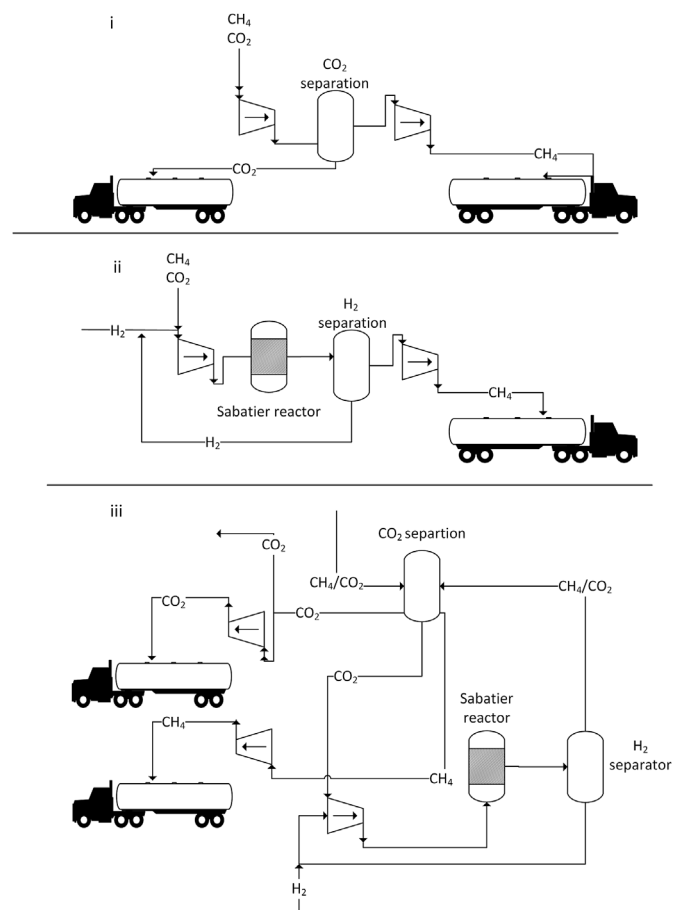 i
CH₄
CO₂
CO₂
separation
CH₄
CO₂
ii
CH₄
CO₂
H₂
separation
H₂
CH₄
Sabatier reactor
H₂
iii
CO₂ separtion
CO₂
CH₄/CO₂
CH₄/CO₂
CO₂
CO₂
CO₂
Sabatier
reactor
CH₄
H₂
separator
CH₄
H₂